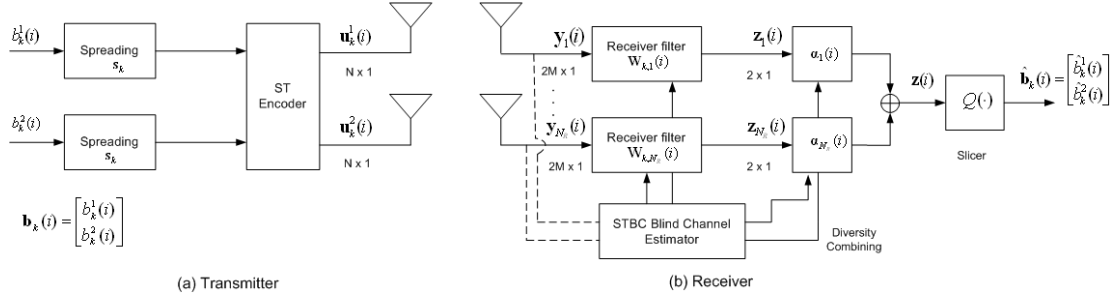 b_k^1(i)
Spreading
s_k
b_k^2(i)
Spreading
s_k
ST
Encoder
u_k^1(i)
N x 1
u_k^2(i)
N x 1
b_k(i) = [b_k^1(i)
b_k^2(i)]
(a) Transmitter
y_1(i)
2M x 1
Receiver filter
W_{k,1}(i)
z_1(i)
2 x 1
α_1(i)
y_{N_R}(i)
2M x 1
Receiver filter
W_{k,N_R}(i)
z_{N_R}(i)
2 x 1
α_{N_R}(i)
STBC Blind Channel
Estimator
Diversity
Combining
z(i)
Q(·)
Slicer
b̂_k(i) = [b̂_k^1(i)
b̂_k^2(i)]
(b) Receiver